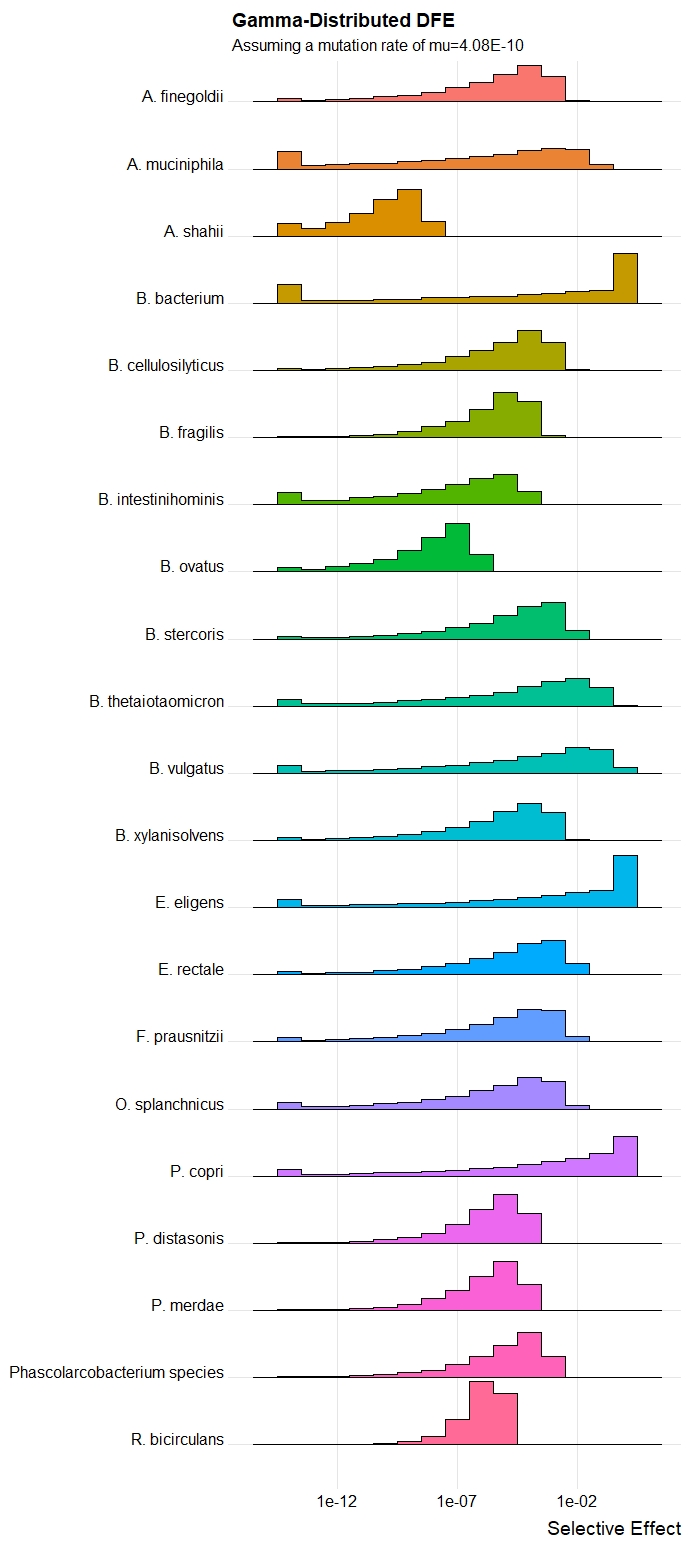 Gamma-Distributed DFE
Assuming a mutation rate of mu=4.08E-10
A. finegoldii
A. muciniphila
A. shahii
B. bacterium
B. cellulosilyticus
B. fragilis
B. intestinihominis
B. ovatus
B. stercoris
B. thetaiotaomicron
B. vulgatus
B. xylanisolvens
E. eligens
E. rectale
F. prausnitzii
O. splanchnicus
P. copri
P. distasonis
P. merdae
Phascolarcobacterium species
R. bicirculans
1e-12 1e-07 1e-02
Selective Effect